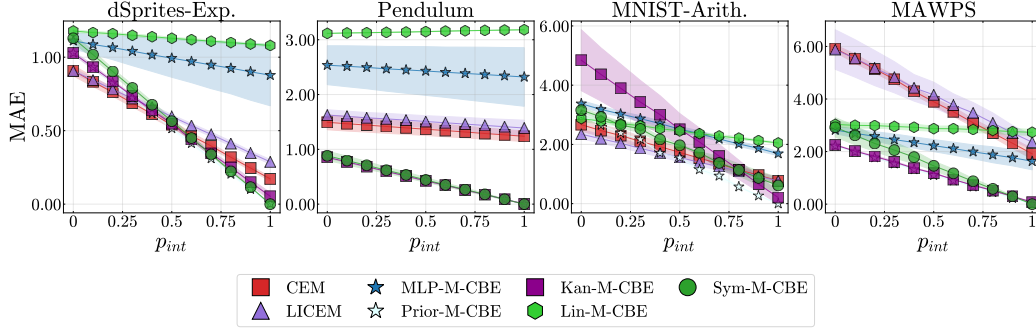 dSprites-Exp. Pendulum MNIST-Arith. MAWPS
MAE
1.00 0.50 0.00
3.00 2.00 1.00 0.00
6.00 4.00 2.00 0.00
6.00 4.00 2.00 0.00
0 0.25 0.5 0.75 1 0 0.25 0.5 0.75 1 0 0.25 0.5 0.75 1 0 0.25 0.5 0.75 1
p_int p_int p_int p_int
CEM MLP-M-CBE Kan-M-CBE Sym-M-CBE
LICEM Prior-M-CBE Lin-M-CBE